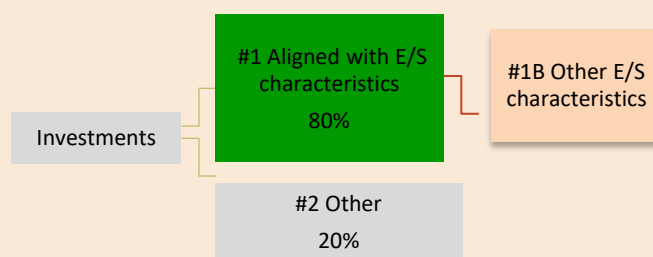 Investments
#1 Aligned with E/S
characteristics
80%
#1B Other E/S
characteristics
#2 Other
20%